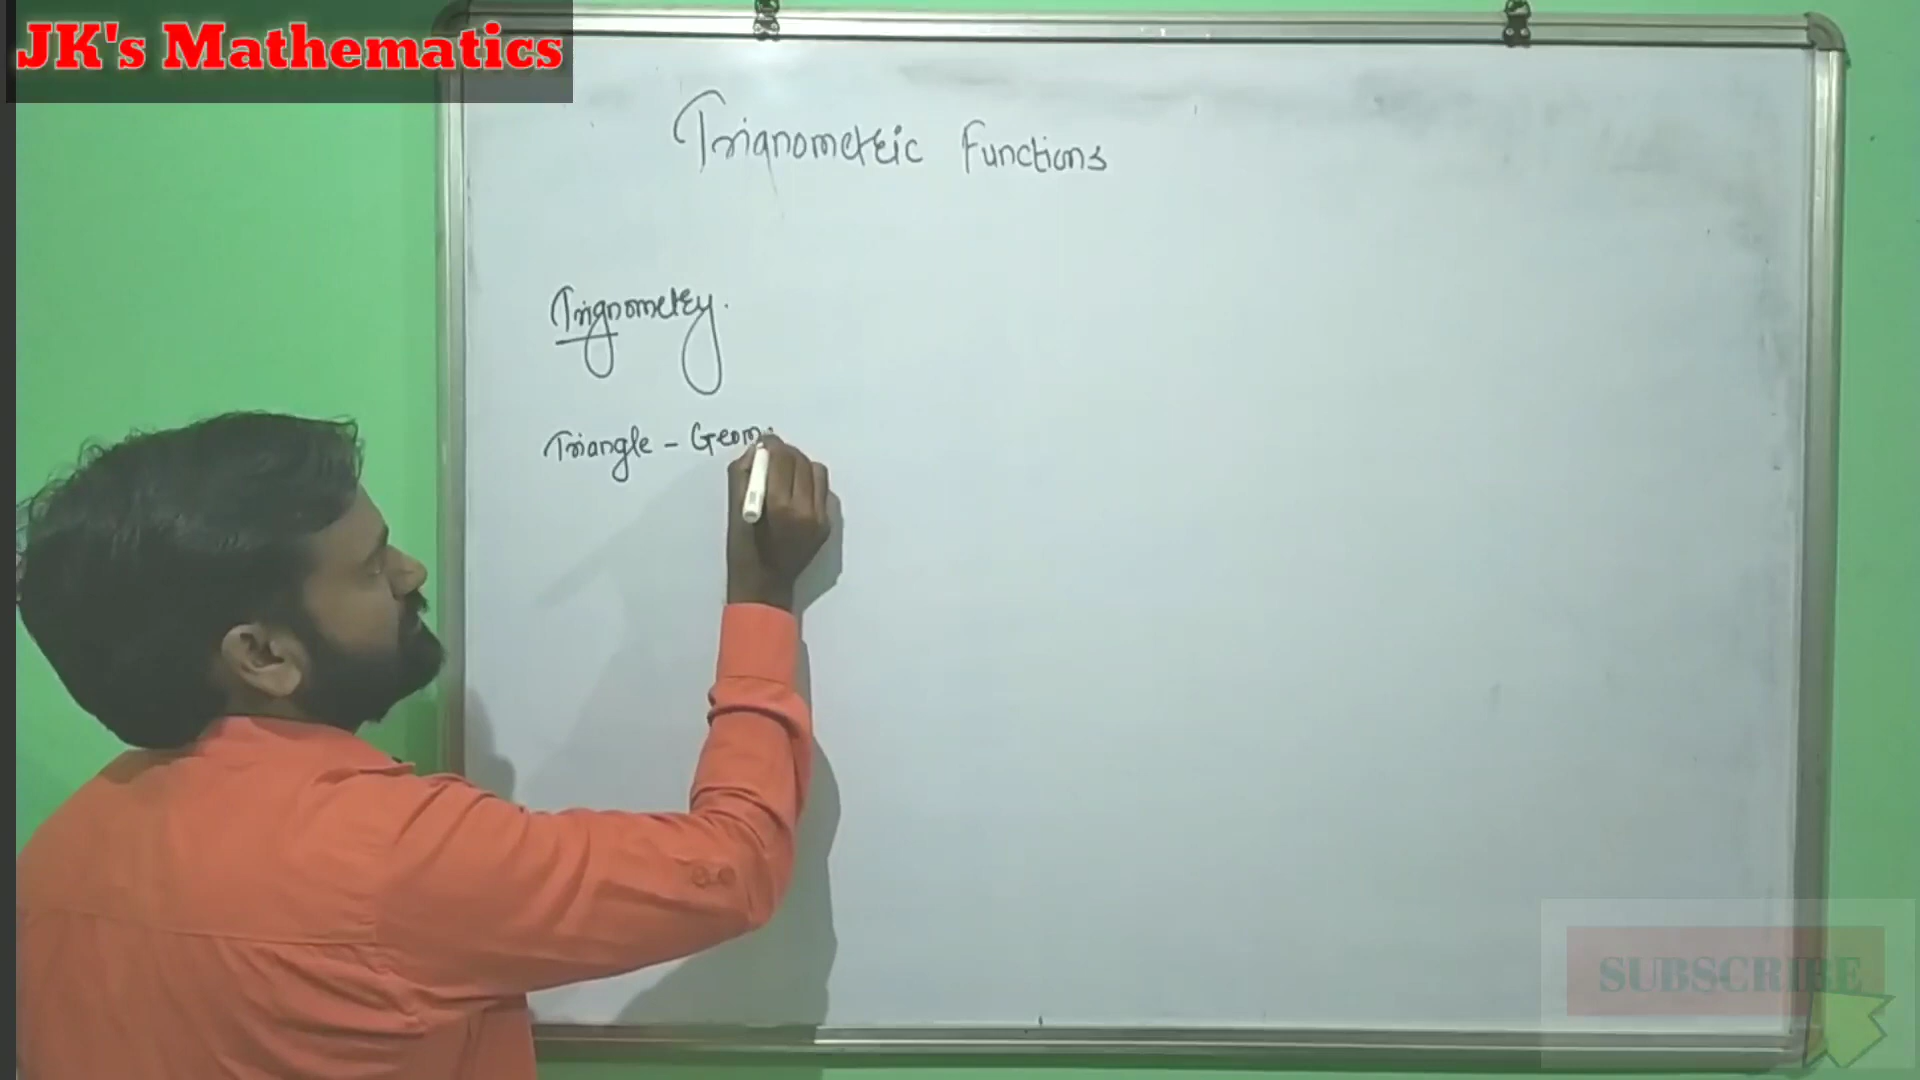 JK's Mathematics
Trignometric Functions
Trignometry.
Triangle - Geom
SUBSCRIBE